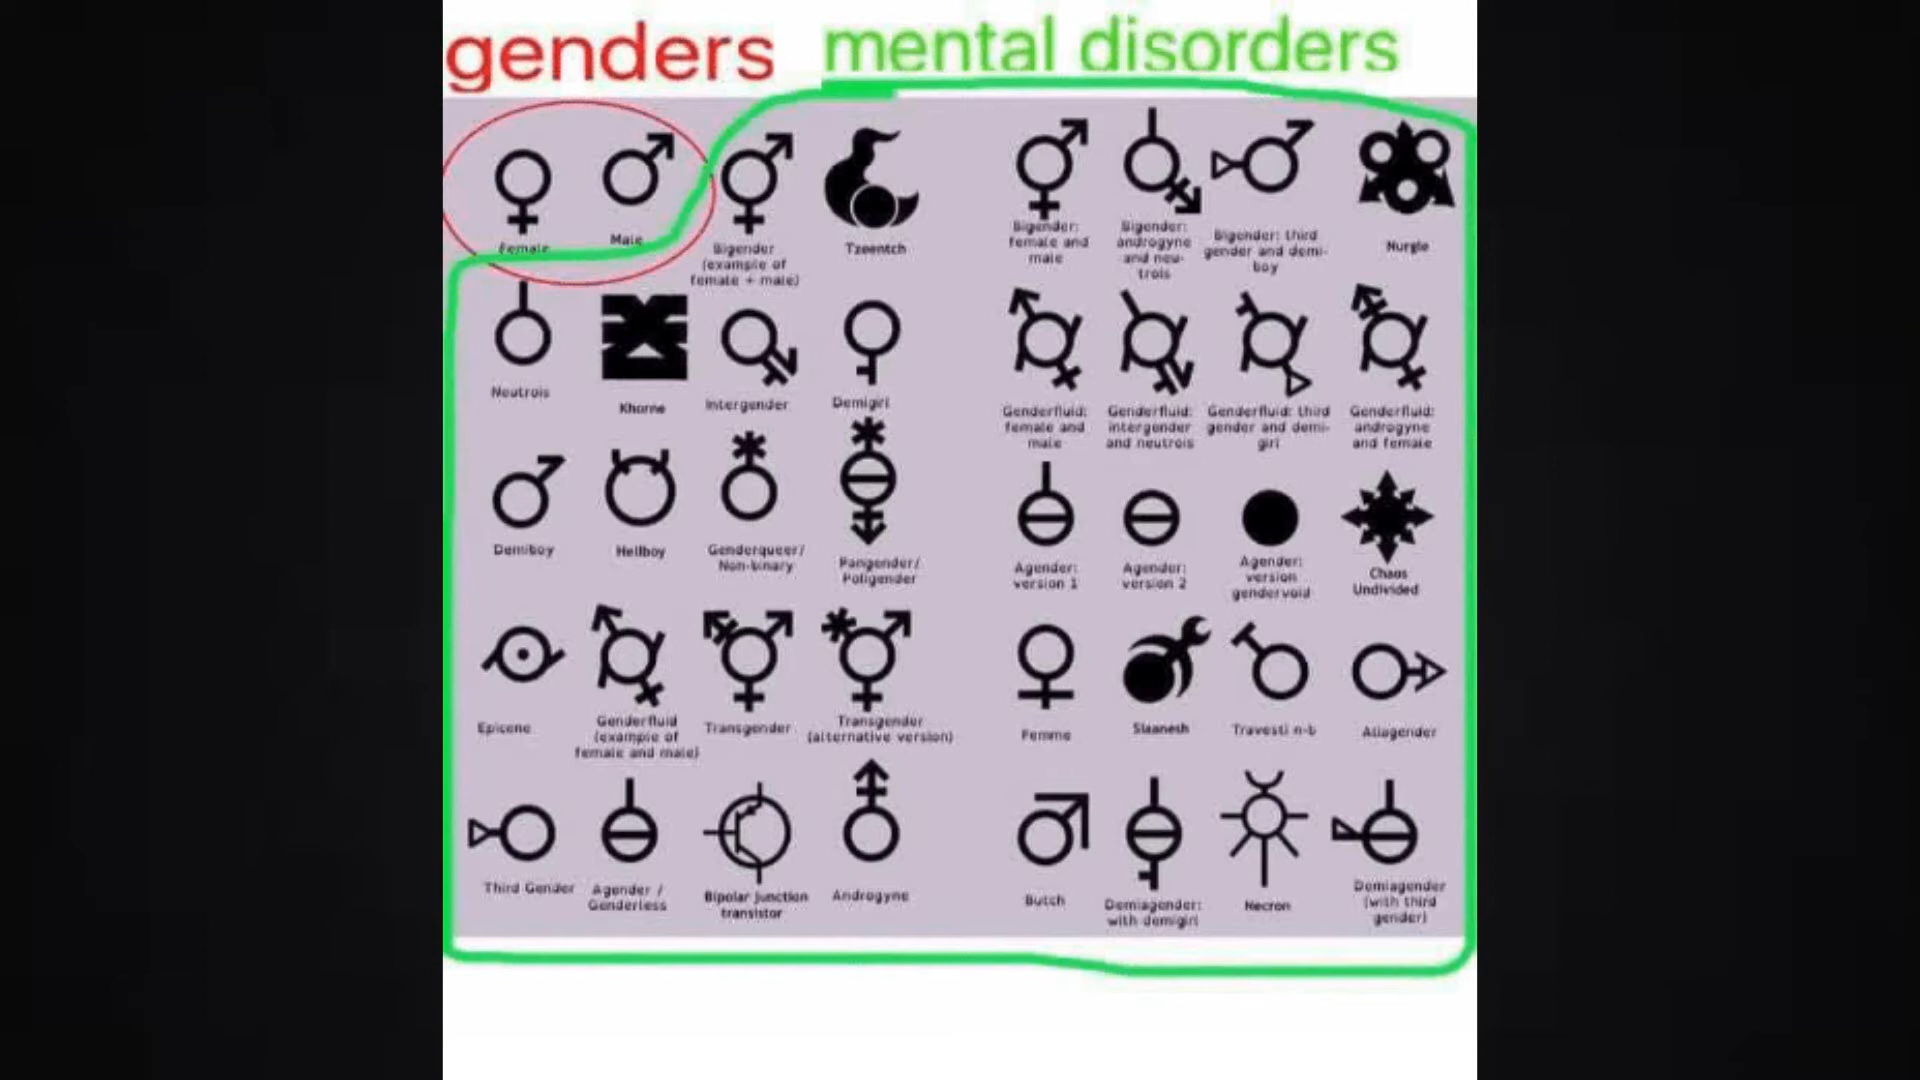 genders mental disorders
Female
Male
Bigender
(example of
female + male)
Tzeentch
Bigender:
female and
male
Bigender:
androgyne
and neu-
trois
Bigender: third
gender and demi-
boy
Nurgle
Neutrois
Khorne
Intergender
Demigirl
Genderfluid:
female and
male
Genderfluid:
intergender
and neutrois
Genderfluid: third
gender and demi-
girl
Genderfluid:
androgyne
and female
Demiboy
Hellboy
Genderqueer/
Non-binary
Pangender/
Poligender
Agender:
version 1
Agender:
version 2
Agender:
version
gendervoid
Chaos
Undivided
Epicene
Genderfluid
(example of
female and male)
Transgender
Transgender
(alternative version)
Femme
Slaanesh
Travesti n-b
Aliagender
Third Gender
Agender /
Genderless
Bipolar junction
transistor
Androgyne
Butch
Demiagender:
with demigirl
Necron
Demiagender
(with third
gender)